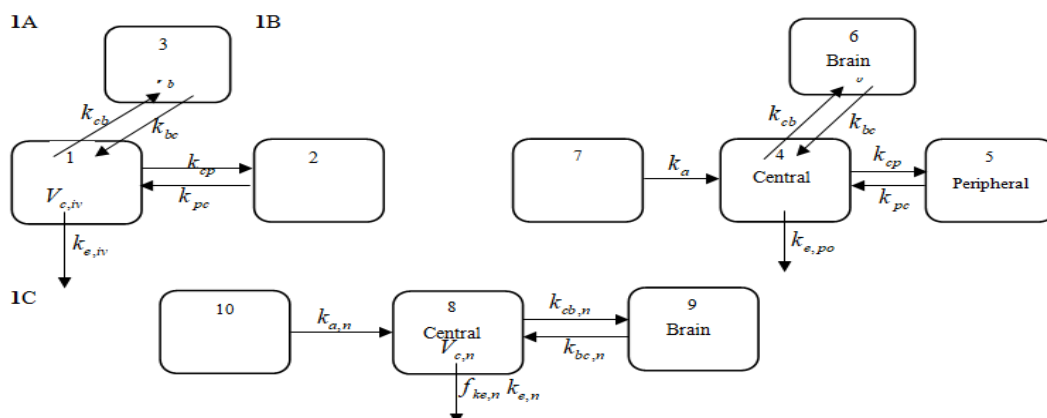 1A
3
b
k_cb
k_bc
1
V_c,iv
k_cp
k_pc
2
k_e,iv
1B
6
Brain
k_cb
k_bc
7
k_a
4
Central
k_cp
k_pc
5
Peripheral
k_e,po
1C
10
k_a,n
8
Central
V_c,n
k_cb,n
k_bc,n
9
Brain
f_ke,n k_e,n